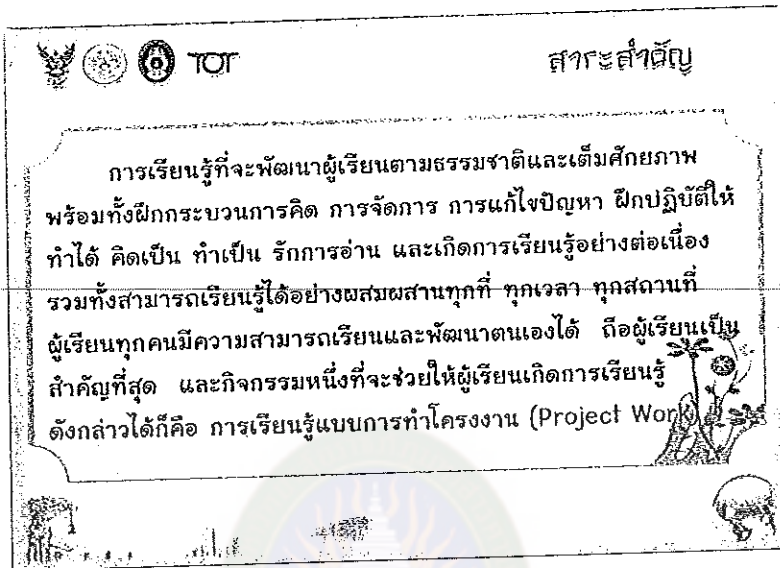 TOT
สาระสำคัญ
การเรียนรู้ที่จะพัฒนาผู้เรียนตามธรรมชาติและเต็มศักยภาพ
พร้อมทั้งฝึกกระบวนการคิด การจัดการ การแก้ไขปัญหา ฝึกปฏิบัติให้
ทำได้ คิดเป็น ทำเป็น รักการอ่าน และเกิดการเรียนรู้อย่างต่อเนื่อง
รวมทั้งสามารถเรียนรู้ได้อย่างผสมผสานทุกที่ ทุกเวลา ทุกสถานที่
ผู้เรียนทุกคนมีความสามารถเรียนและพัฒนาตนเองได้ ถือผู้เรียนเป็น
สำคัญที่สุด และกิจกรรมหนึ่งที่จะช่วยให้ผู้เรียนเกิดการเรียนรู้
ดังกล่าวได้ก็คือ การเรียนรู้แบบการทำโครงงาน (Project Work)